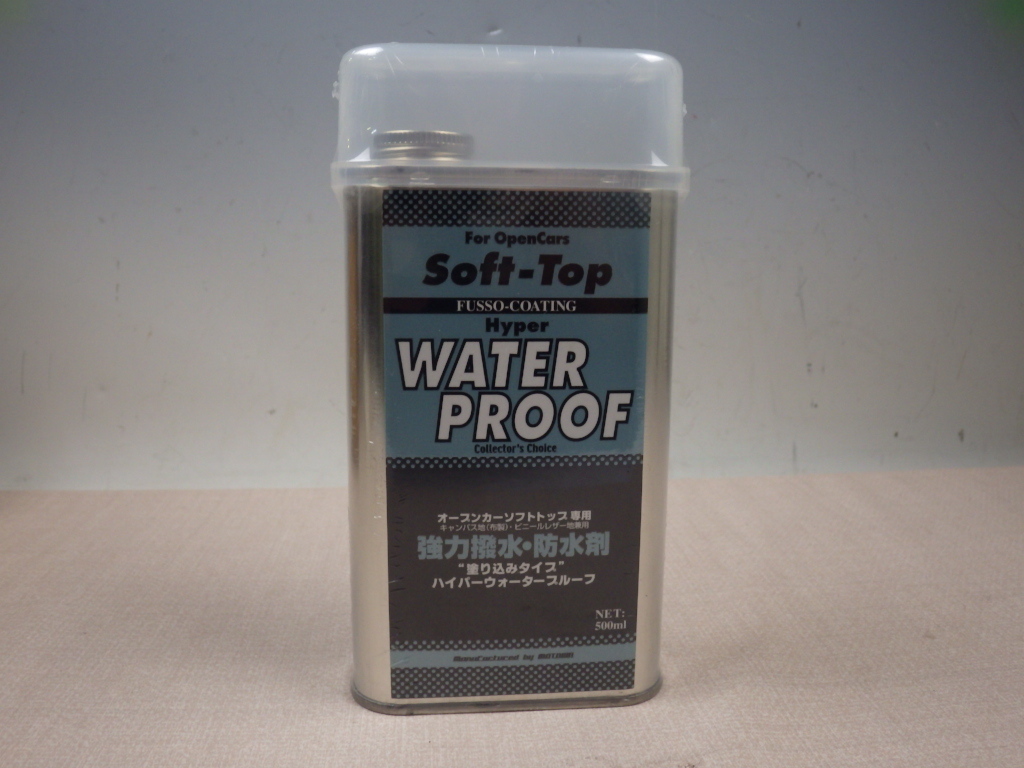 For OpenCars
Soft-Top
FUSSO-COATING
Hyper
WATER
PROOF
Collector's Choice
オープンカーソフトトップ専用
キャンバス地(布製)・ビニールレザー地兼用
強力撥水・防水剤
"塗り込みタイプ"
ハイパーウォータープルーフ
NET:
500ml
Manufactured by